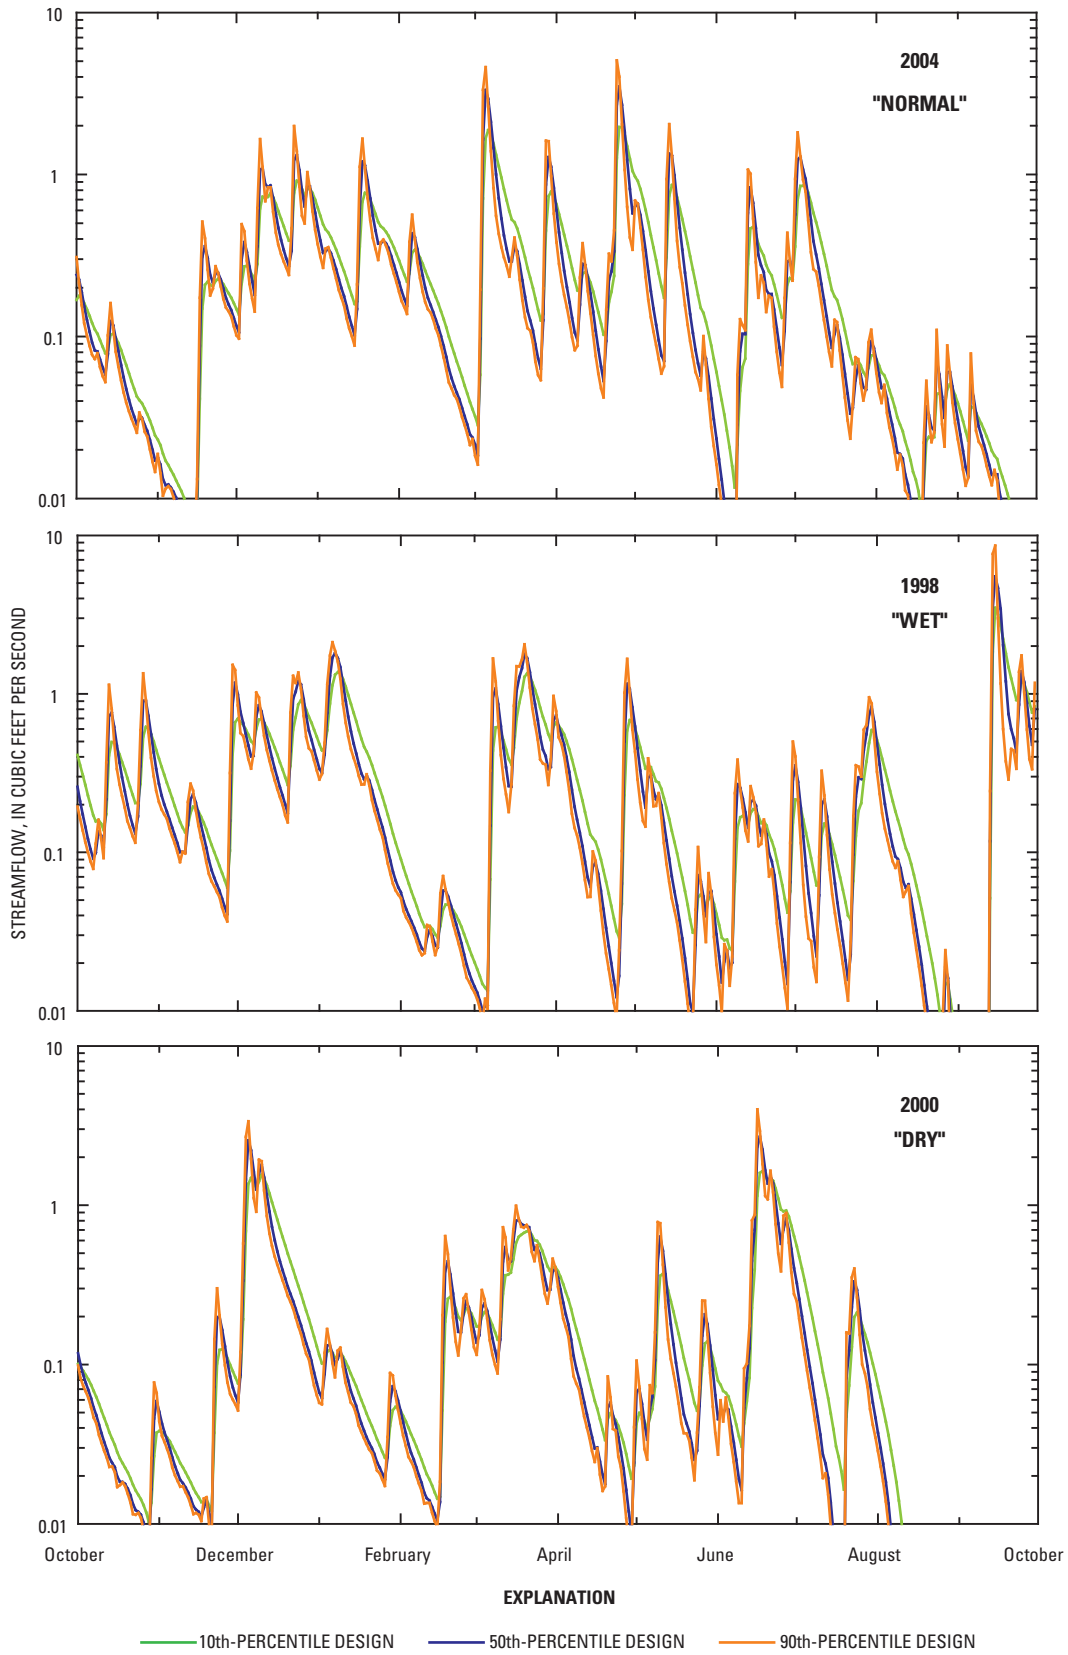 10
1
0.1
0.01
2004
"NORMAL"
10
1
0.1
0.01
1998
"WET"
STREAMFLOW, IN CUBIC FEET PER SECOND
10
1
0.1
0.01
2000
"DRY"
October December February April June August October
EXPLANATION
10th-PERCENTILE DESIGN 50th-PERCENTILE DESIGN 90th-PERCENTILE DESIGN